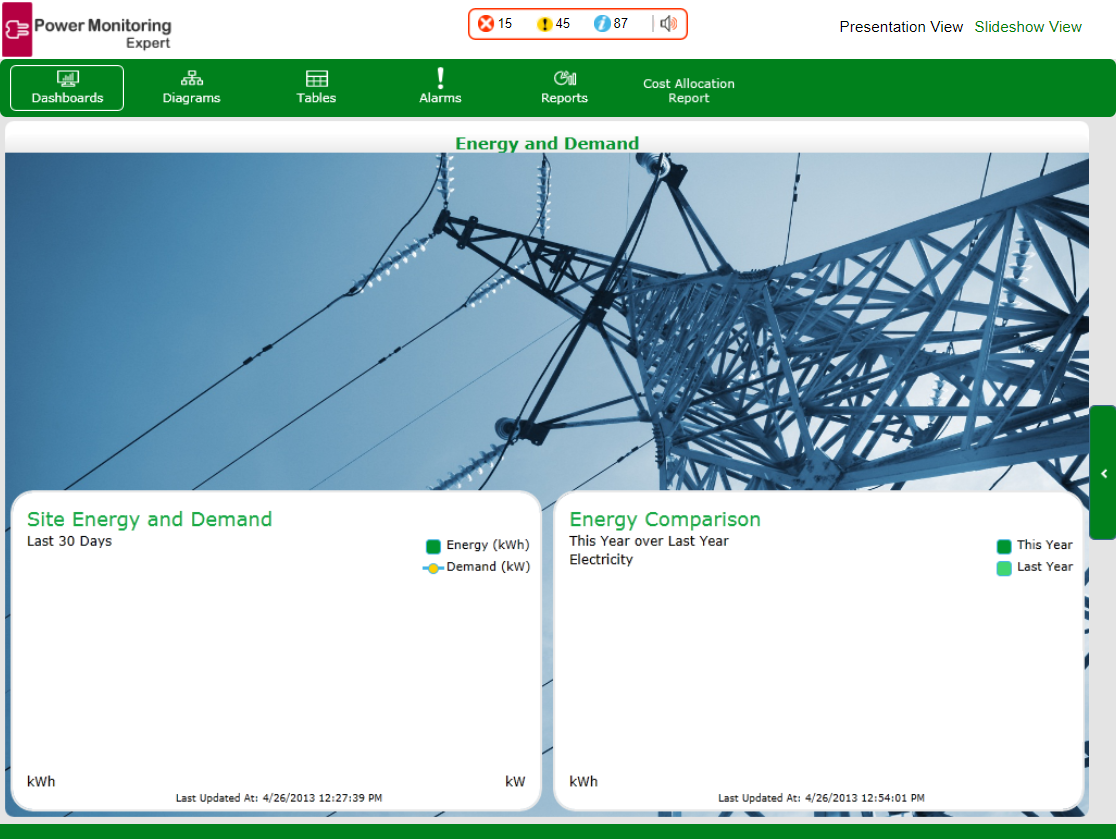 Power Monitoring
Expert
15 45 87
Presentation View Slideshow View
Dashboards
Diagrams
Tables
Alarms
Reports
Cost Allocation
Report
Energy and Demand
Site Energy and Demand
Last 30 Days
Energy (kWh)
Demand (kW)
kWh
kW
Last Updated At: 4/26/2013 12:27:39 PM
Energy Comparison
This Year over Last Year
Electricity
This Year
Last Year
kWh
Last Updated At: 4/26/2013 12:54:01 PM